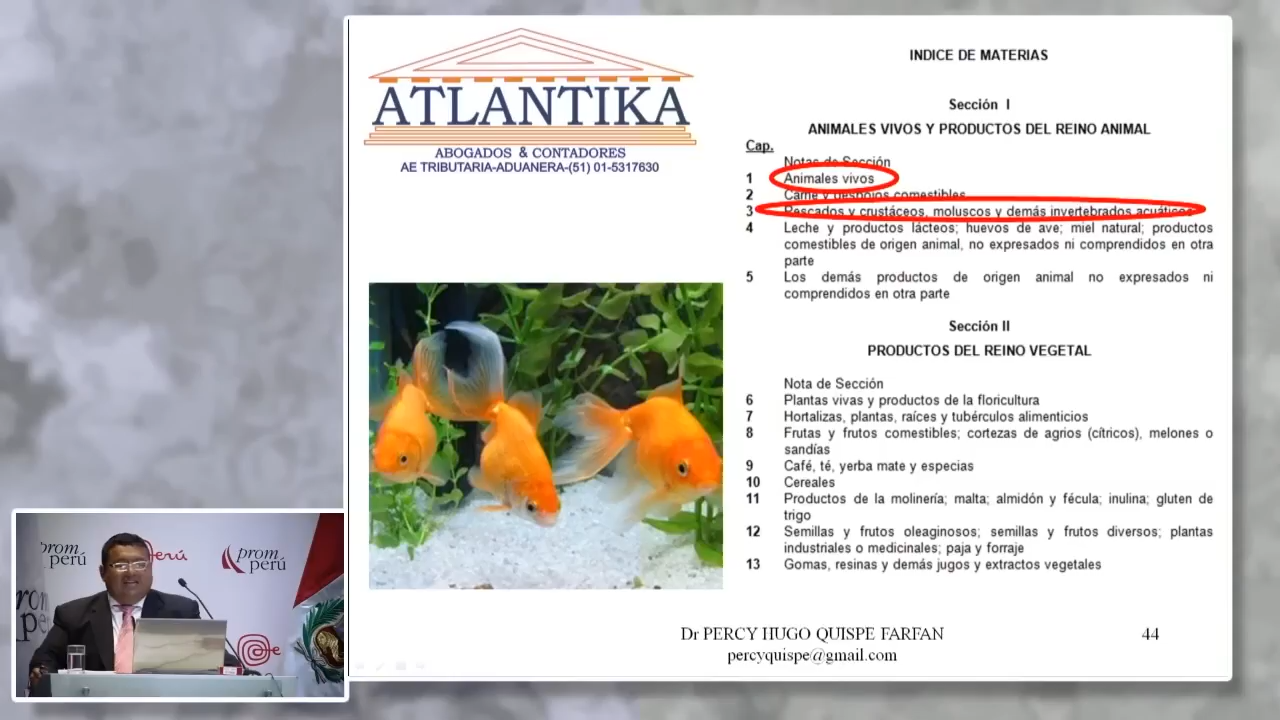 ATLANTIKA
ABOGADOS & CONTADORES
AE TRIBUTARIA-ADUANERA-(51) 01-5317630
INDICE DE MATERIAS
Sección I
ANIMALES VIVOS Y PRODUCTOS DEL REINO ANIMAL
Cap.
Notas de Sección
1 Animales vivos
2 Carne y despojos comestibles
3 Pescados y crustáceos, moluscos y demás invertebrados acuáticos
4 Leche y productos lácteos; huevos de ave; miel natural; productos
comestibles de origen animal, no expresados ni comprendidos en otra
parte
5 Los demás productos de origen animal no expresados ni
comprendidos en otra parte
Sección II
PRODUCTOS DEL REINO VEGETAL
Nota de Sección
6 Plantas vivas y productos de la floricultura
7 Hortalizas, plantas, raíces y tubérculos alimenticios
8 Frutas y frutos comestibles; cortezas de agrios (cítricos), melones o
sandías
9 Café, té, yerba mate y especias
10 Cereales
11 Productos de la molinería; malta; almidón y fécula; inulina; gluten de
trigo
12 Semillas y frutos oleaginosos; semillas y frutos diversos; plantas
industriales o medicinales; paja y forraje
13 Gomas, resinas y demás jugos y extractos vegetales
Dr PERCY HUGO QUISPE FARFAN
percyquispe@gmail.com
44
prom
perú
Perú
prom
perú